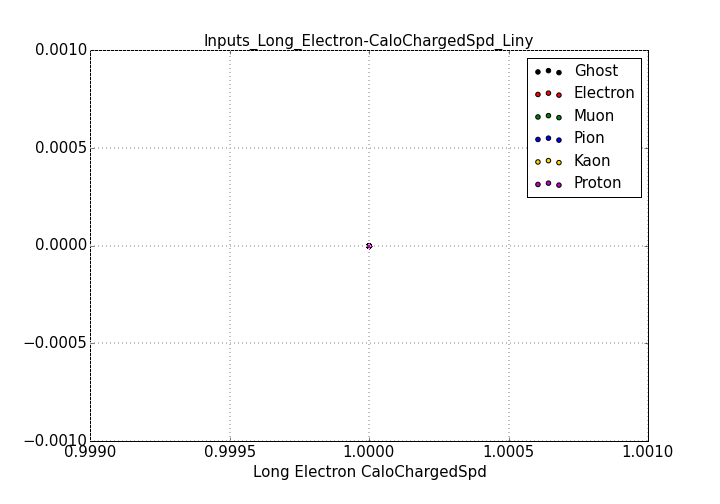 Inputs_Long_Electron-CaloChargedSpd_Liny
0.0010
0.0005
0.0000
−0.0005
−0.0010
Ghost
Electron
Muon
Pion
Kaon
Proton
0.9990 0.9995 1.0000 1.0005 1.0010
Long Electron CaloChargedSpd